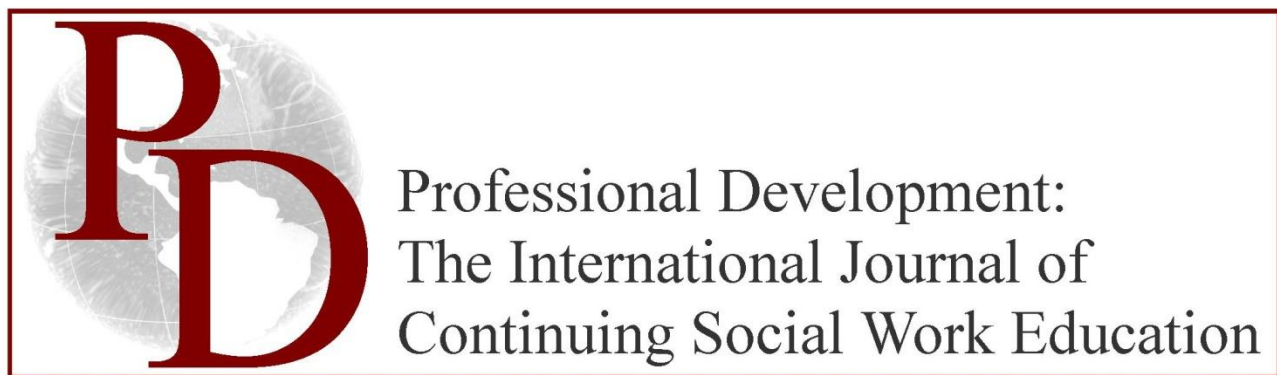 PD
Professional Development:
The International Journal of
Continuing Social Work Education